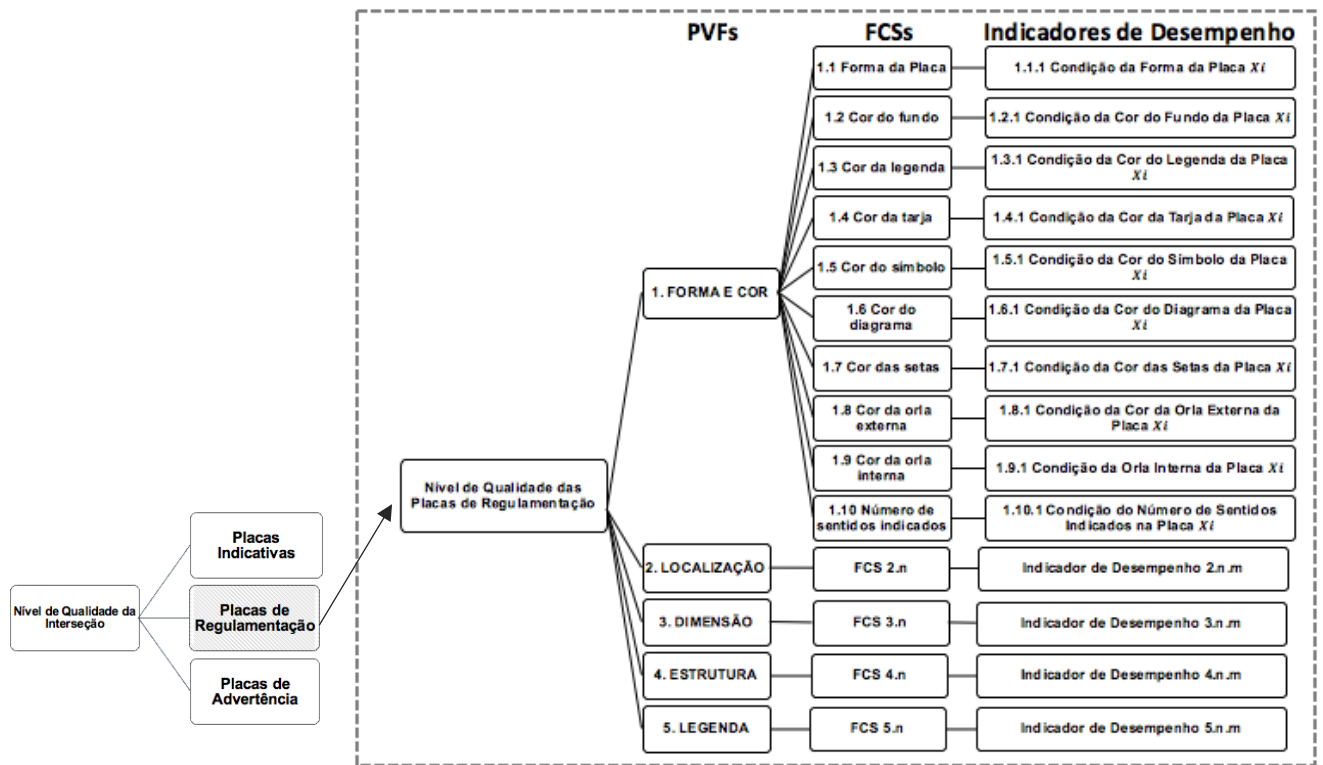 PVFs FCSs Indicadores de Desempenho
1.1 Forma da Placa
1.1.1 Condição da Forma da Placa Xi
1.2 Cor do fundo
1.2.1 Condição da Cor do Fundo da Placa Xi
1.3 Cor da legenda
1.3.1 Condição da Cor do Legenda da Placa
Xi
1.4 Cor da tarja
1.4.1 Condição da Cor da Tarja da Placa Xi
1.5 Cor do símbolo
1.5.1 Condição da Cor do Símbolo da Placa
Xi
1. FORMA E COR
1.6 Cor do
diagrama
1.6.1 Condição da Cor do Diagrama da Placa
Xi
1.7 Cor das setas
1.7.1 Condição da Cor das Setas da Placa Xi
1.8 Cor da orla
externa
1.8.1 Condição da Cor da Orla Externa da
Placa Xi
1.9 Cor da orla
interna
1.9.1 Condição da Orla Interna da Placa Xi
1.10 Número de
sentidos indicados
1.10.1 Condição do Número de Sentidos
Indicados na Placa Xi
Nível de Qualidade das
Placas de Regulamentação
2. LOCALIZAÇÃO
FCS 2.n
Indicador de Desempenho 2.n.m
3. DIMENSÃO
FCS 3.n
Indicador de Desempenho 3.n.m
4. ESTRUTURA
FCS 4.n
Indicador de Desempenho 4.n.m
5. LEGENDA
FCS 5.n
Indicador de Desempenho 5.n.m
Nível de Qualidade da
Interseção
Placas
Indicativas
Placas de
Regulamentação
Placas de
Advertência